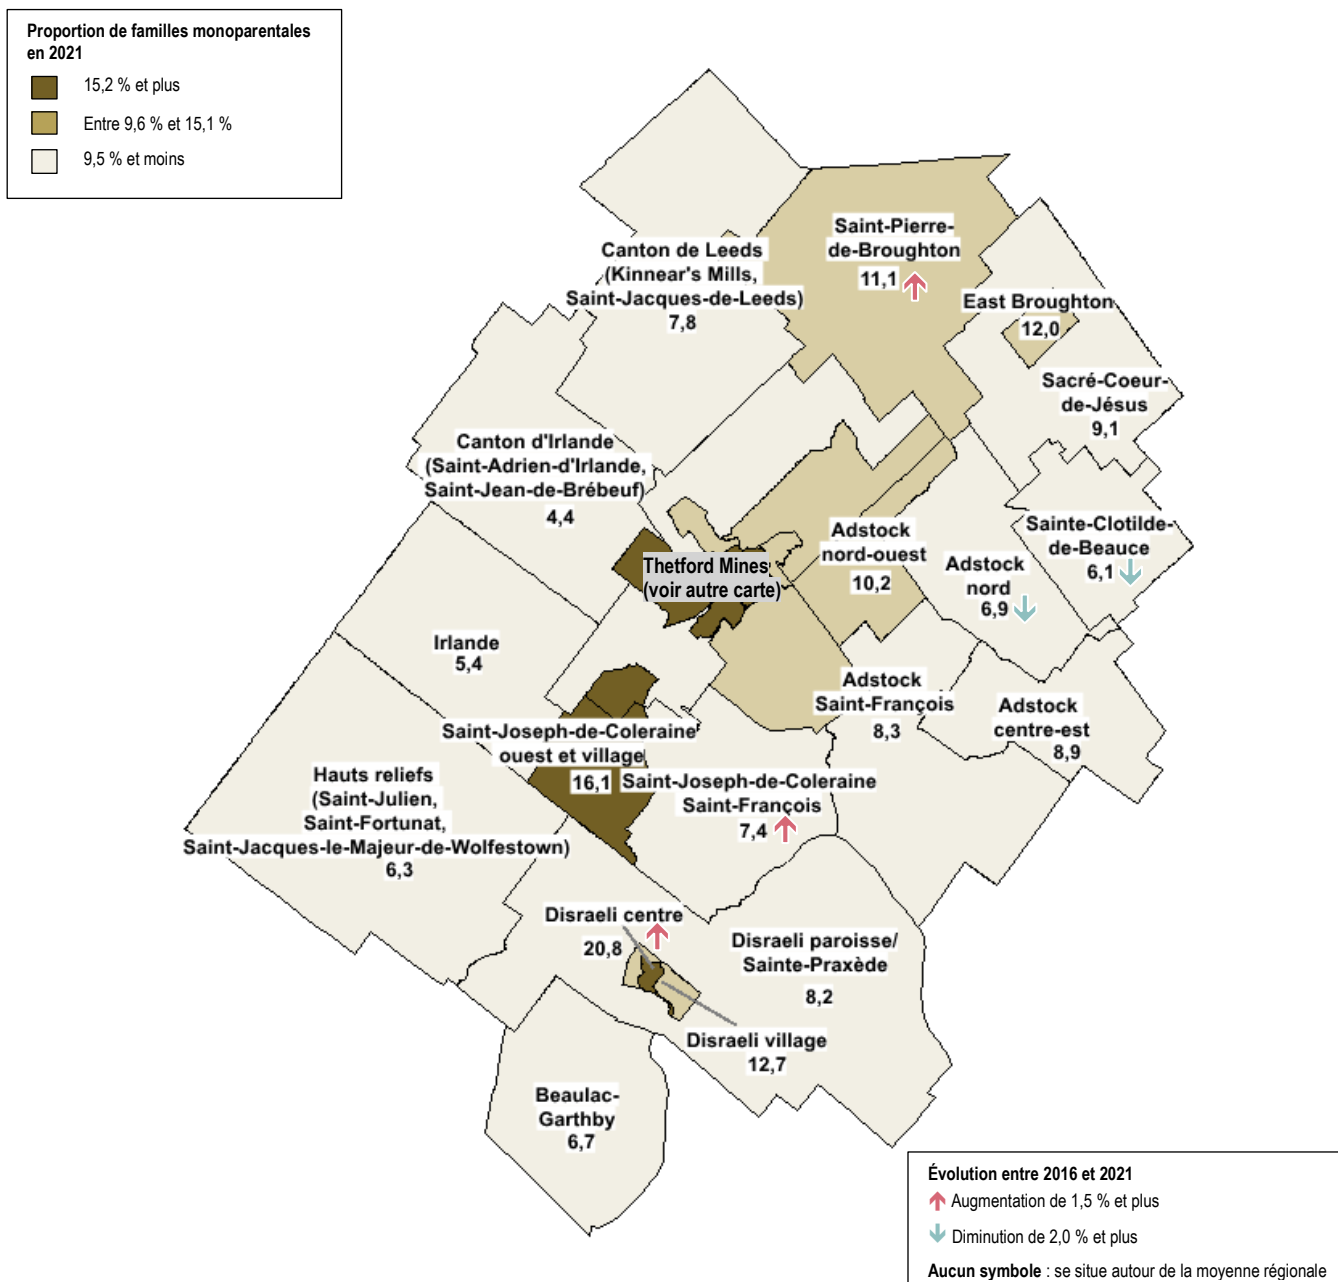 Proportion de familles monoparentales
en 2021
15,2 % et plus
Entre 9,6 % et 15,1 %
9,5 % et moins
Saint-Pierre-
de-Broughton
11,1
Canton de Leeds
(Kinnear's Mills,
Saint-Jacques-de-Leeds)
7,8
East Broughton
12,0
Sacré-Coeur-
de-Jésus
9,1
Canton d'Irlande
(Saint-Adrien-d'Irlande,
Saint-Jean-de-Brébeuf)
4,4
Adstock
nord-ouest
10,2
Sainte-Clotilde-
de-Beauce
6,1
Adstock
nord
6,9
Thetford Mines
(voir autre carte)
Irlande
5,4
Adstock
Saint-François
8,3
Adstock
centre-est
8,9
Saint-Joseph-de-Coleraine
ouest et village
16,1
Saint-Joseph-de-Coleraine
Saint-François
7,4
Hauts reliefs
(Saint-Julien,
Saint-Fortunat,
Saint-Jacques-le-Majeur-de-Wolfestown)
6,3
Disraeli centre
20,8
Disraeli paroisse/
Sainte-Praxède
8,2
Disraeli village
12,7
Beaulac-
Garthby
6,7
Évolution entre 2016 et 2021
Augmentation de 1,5 % et plus
Diminution de 2,0 % et plus
Aucun symbole : se situe autour de la moyenne régionale